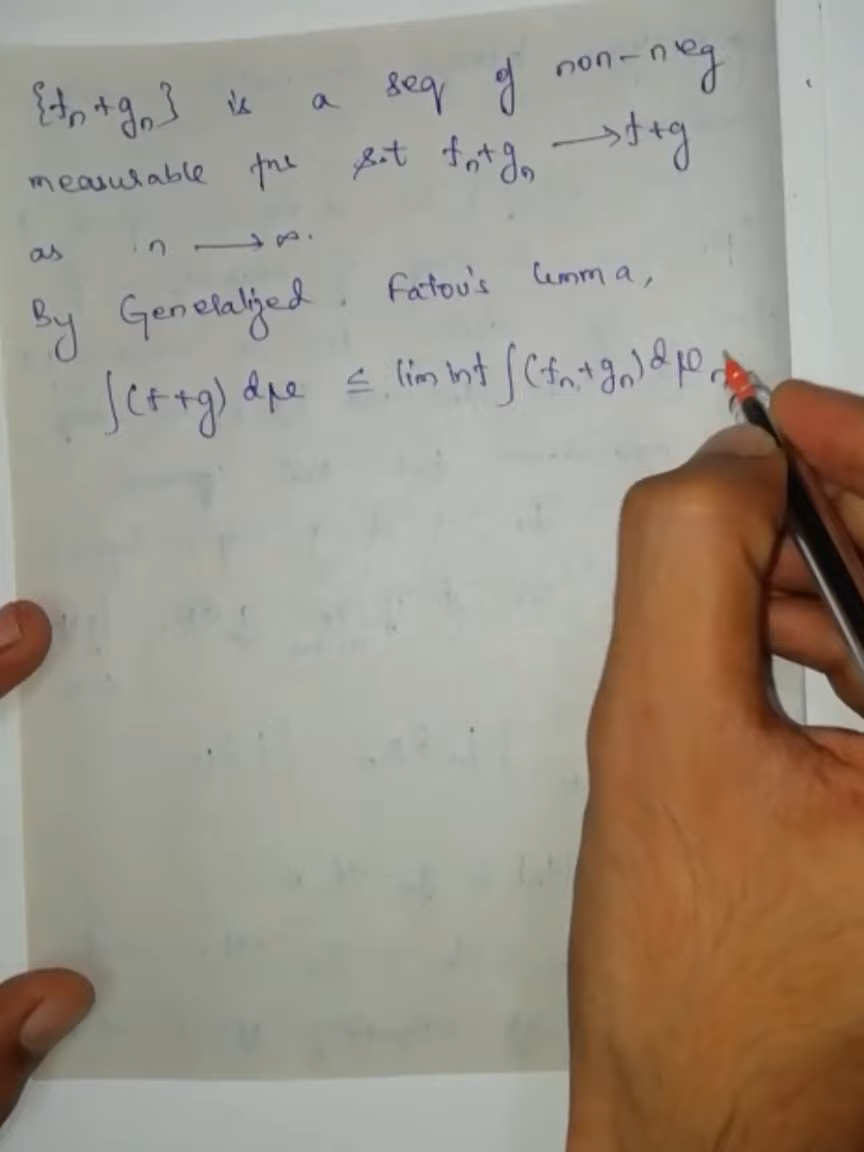 {fn+gn} is a seq of non-neg
measurable fns s.t fn+gn ⟶ f+g
as n ⟶ ∞.
By Generalized Fatou's Lemma,
∫(f+g) dμ ≤ lim inf ∫(fn+gn) dμn